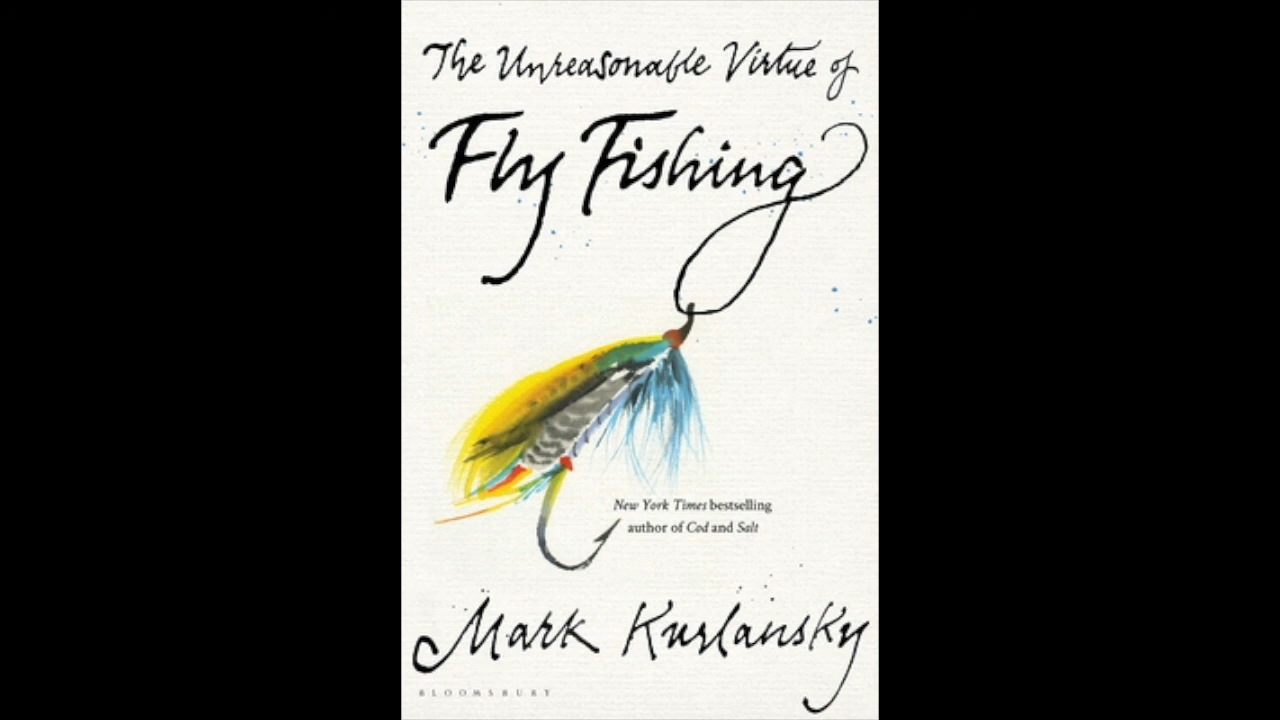 The Unreasonable Virtue of
Fly Fishing
New York Times bestselling
author of Cod and Salt
Mark Kurlansky
BLOOMSBURY